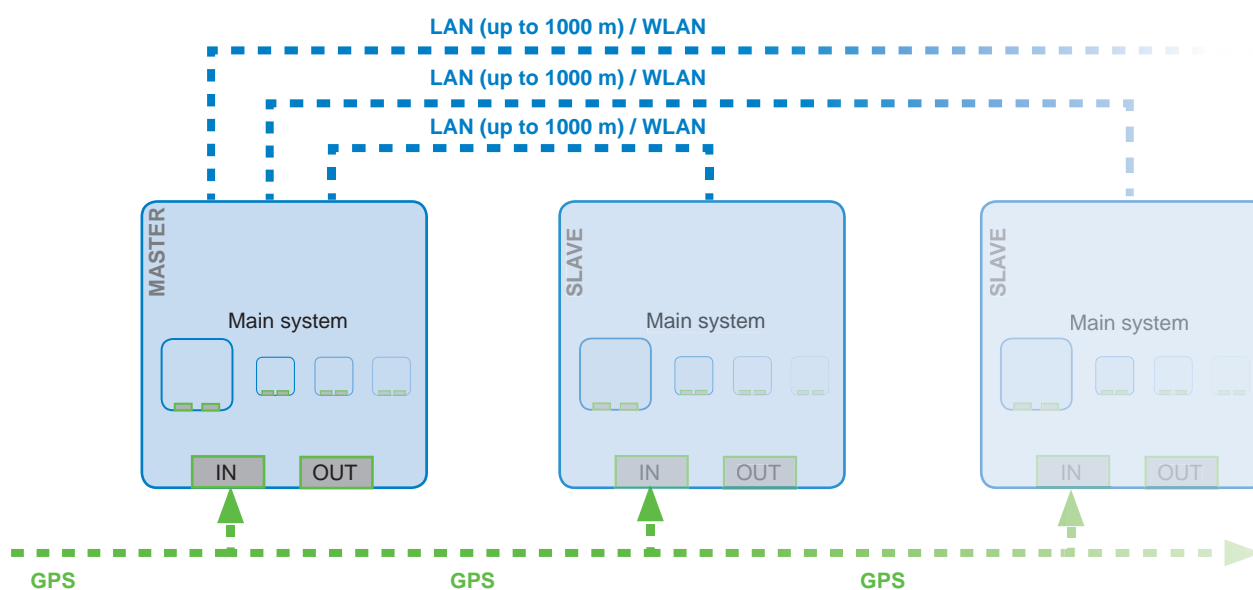 LAN (up to 1000 m) / WLAN
LAN (up to 1000 m) / WLAN
LAN (up to 1000 m) / WLAN
MASTER
Main system
IN
OUT
SLAVE
Main system
IN
OUT
SLAVE
Main system
IN
OUT
GPS
GPS
GPS